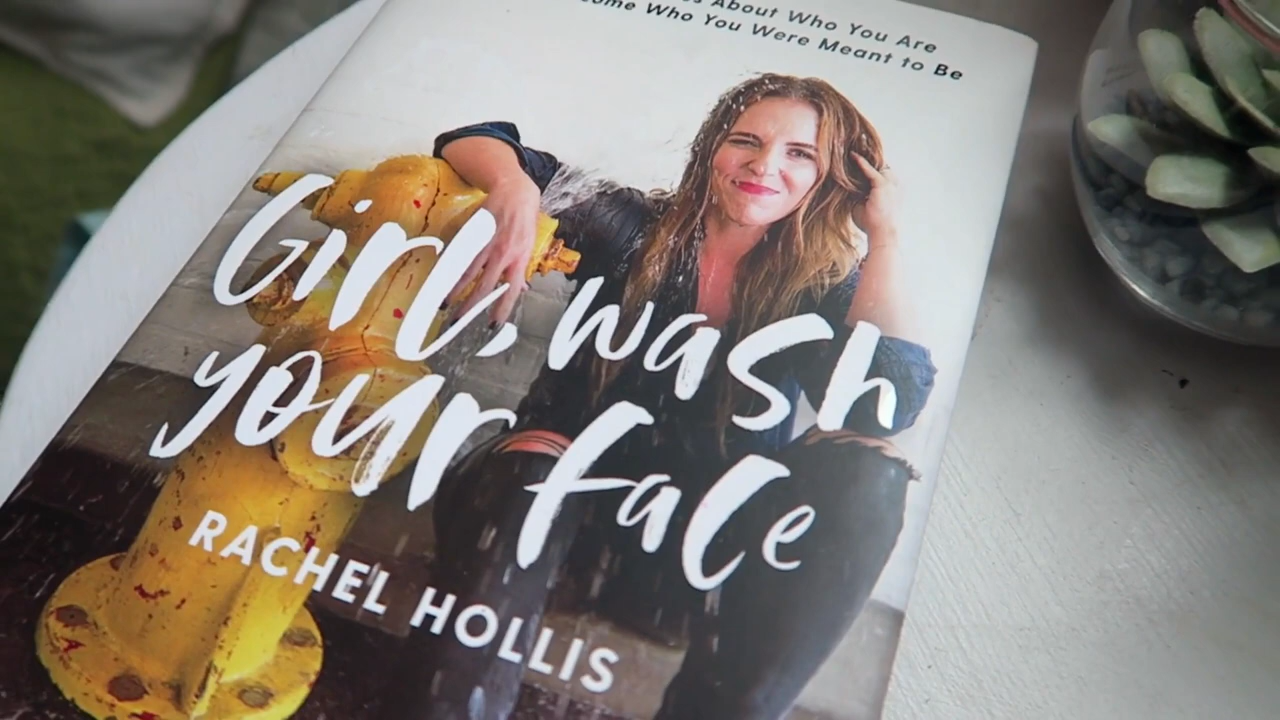 About Who You Are
Who You Were Meant to Be
Girl, wash
your face
RACHEL HOLLIS